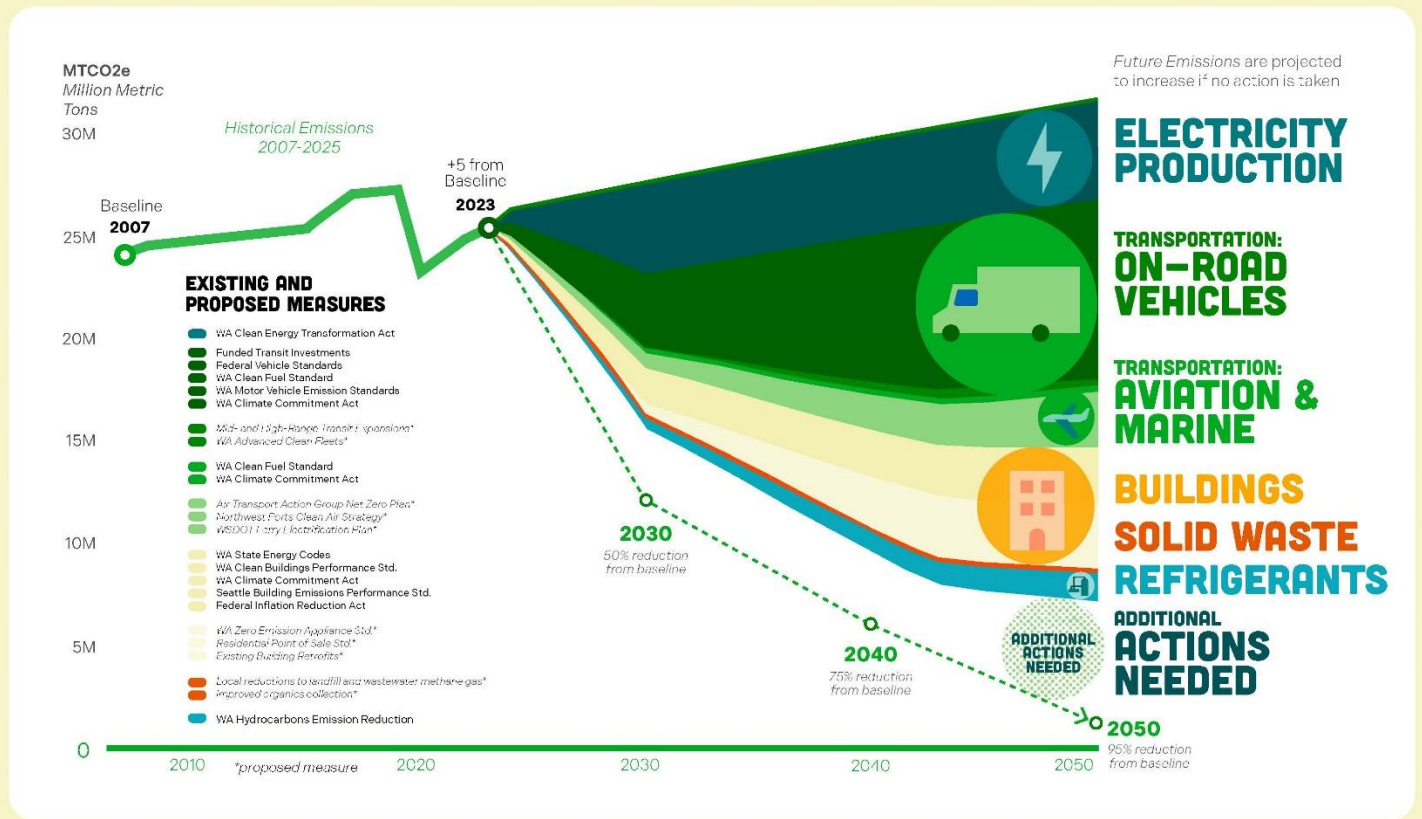 MTCO2e
Million Metric
Tons
30M
25M
20M
15M
10M
5M
0
Historical Emissions
2007-2025
Baseline
2007
+5 from
Baseline
2023
EXISTING AND
PROPOSED MEASURES
WA Clean Energy Transformation Act
Funded Transit Investments
Federal Vehicle Standards
WA Clean Fuel Standard
WA Motor Vehicle Emission Standards
WA Climate Commitment Act
Mid- and High-Range Transit Expansions*
WA Advanced Clean Fleets*
WA Clean Fuel Standard
WA Climate Commitment Act
Air Transport Action Group Net Zero Plan*
Northwest Ports Clean Air Strategy*
WSDOT Ferry Electrification Plan*
WA State Energy Codes
WA Clean Buildings Performance Std.
WA Climate Commitment Act
Seattle Building Emissions Performance Std.
Federal Inflation Reduction Act
WA Zero Emission Appliance Std.*
Residential Point of Sale Std.*
Existing Building Retrofits*
Local reductions to landfill and wastewater methane gas*
Improved organics collection*
WA Hydrocarbons Emission Reduction
2010
*proposed measure
2020
2030
2040
2050
2030
50% reduction
from baseline
2040
75% reduction
from baseline
2050
95% reduction
from baseline
ADDITIONAL
ACTIONS
NEEDED
Future Emissions are projected
to increase if no action is taken
ELECTRICITY
PRODUCTION
TRANSPORTATION:
ON-ROAD
VEHICLES
TRANSPORTATION:
AVIATION &
MARINE
BUILDINGS
SOLID WASTE
REFRIGERANTS
ADDITIONAL
ACTIONS
NEEDED